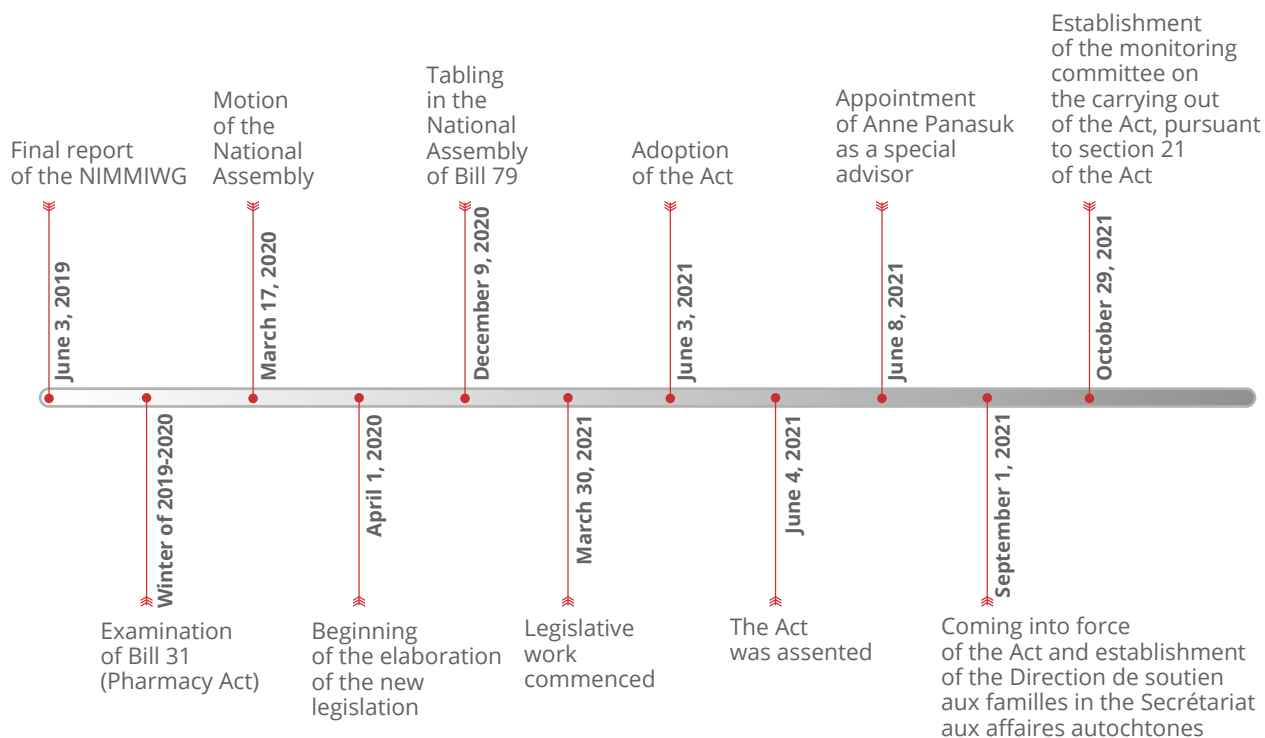 Final report
of the NIMMIWG
June 3, 2019
Winter of 2019-2020
Examination
of Bill 31
(Pharmacy Act)
Motion
of the
National
Assembly
March 17, 2020
April 1, 2020
Beginning
of the elaboration
of the new
legislation
Tabling
in the
National
Assembly
of Bill 79
December 9, 2020
March 30, 2021
Legislative
work
commenced
Adoption
of the Act
June 3, 2021
June 4, 2021
The Act
was assented
Appointment
of Anne Panasuk
as a special
advisor
June 8, 2021
September 1, 2021
Coming into force
of the Act and establishment
of the Direction de soutien
aux familles in the Secrétariat
aux affaires autochtones
Establishment
of the monitoring
committee on
the carrying out
of the Act, pursuant
to section 21
of the Act
October 29, 2021